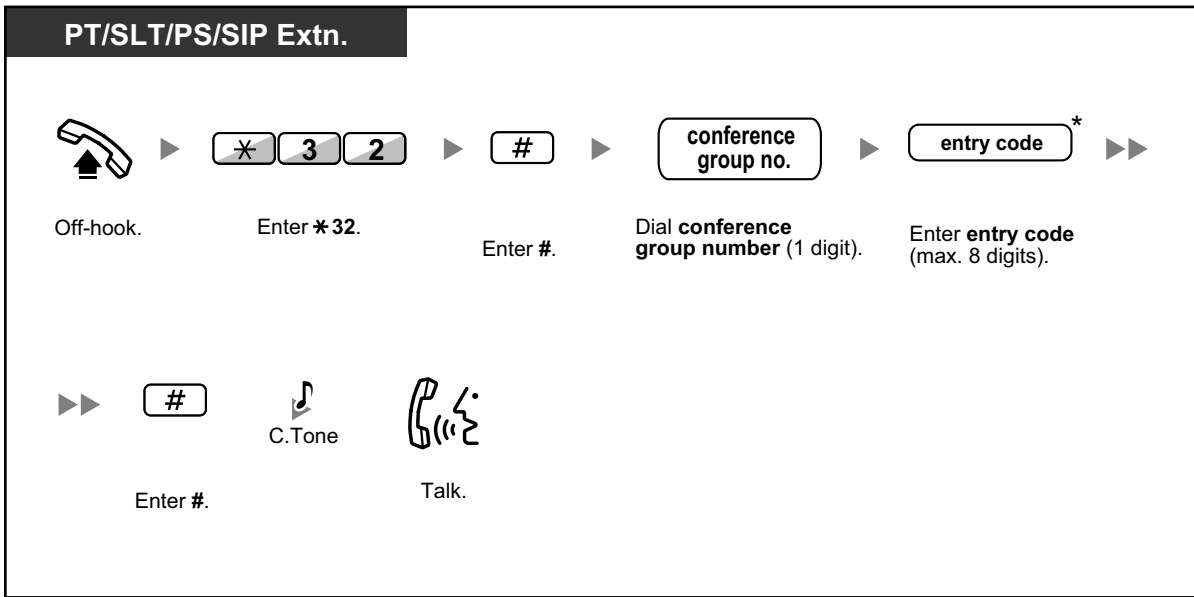 PT/SLT/PS/SIP Extn.
* 3 2
#
conference
group no.
entry code*
Off-hook.
Enter *32.
Enter #.
Dial conference
group number (1 digit).
Enter entry code
(max. 8 digits).
#
C.Tone
Enter #.
Talk.